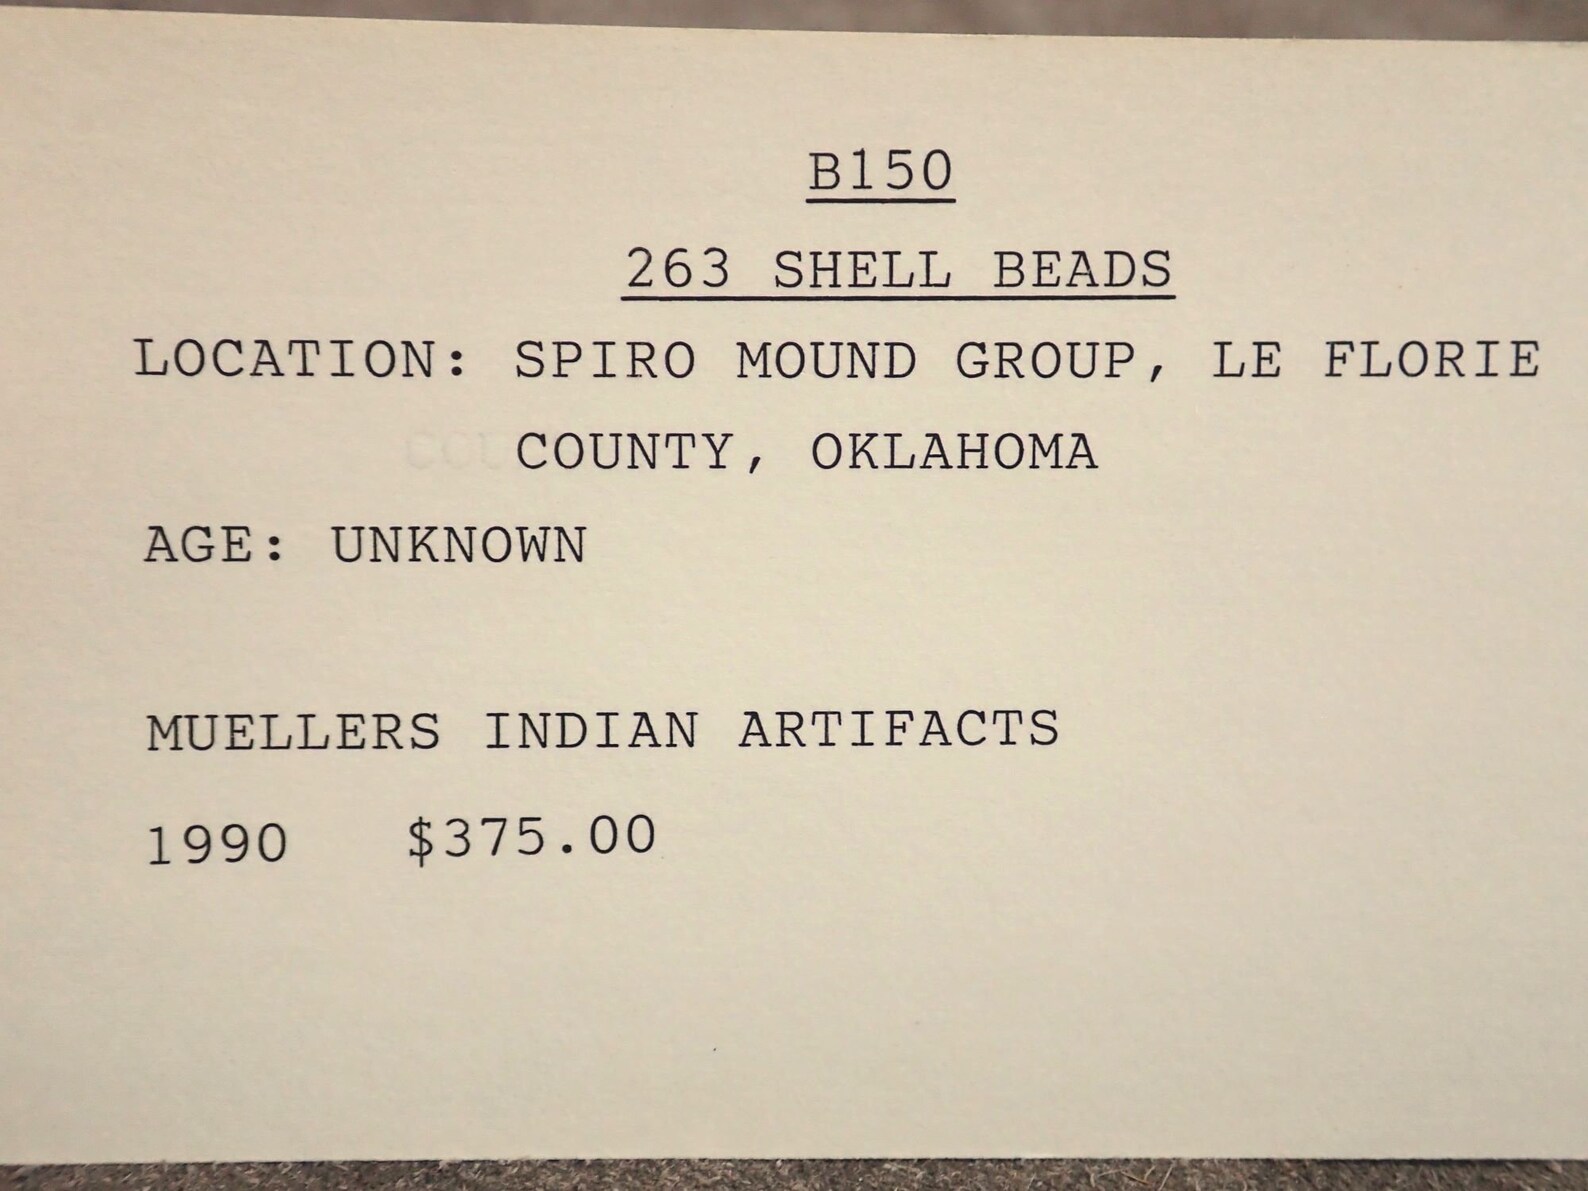 B150
263 SHELL BEADS
LOCATION: SPIRO MOUND GROUP, LE FLORIE
COUNTY, OKLAHOMA
AGE: UNKNOWN
MUELLERS INDIAN ARTIFACTS
1990 $375.00